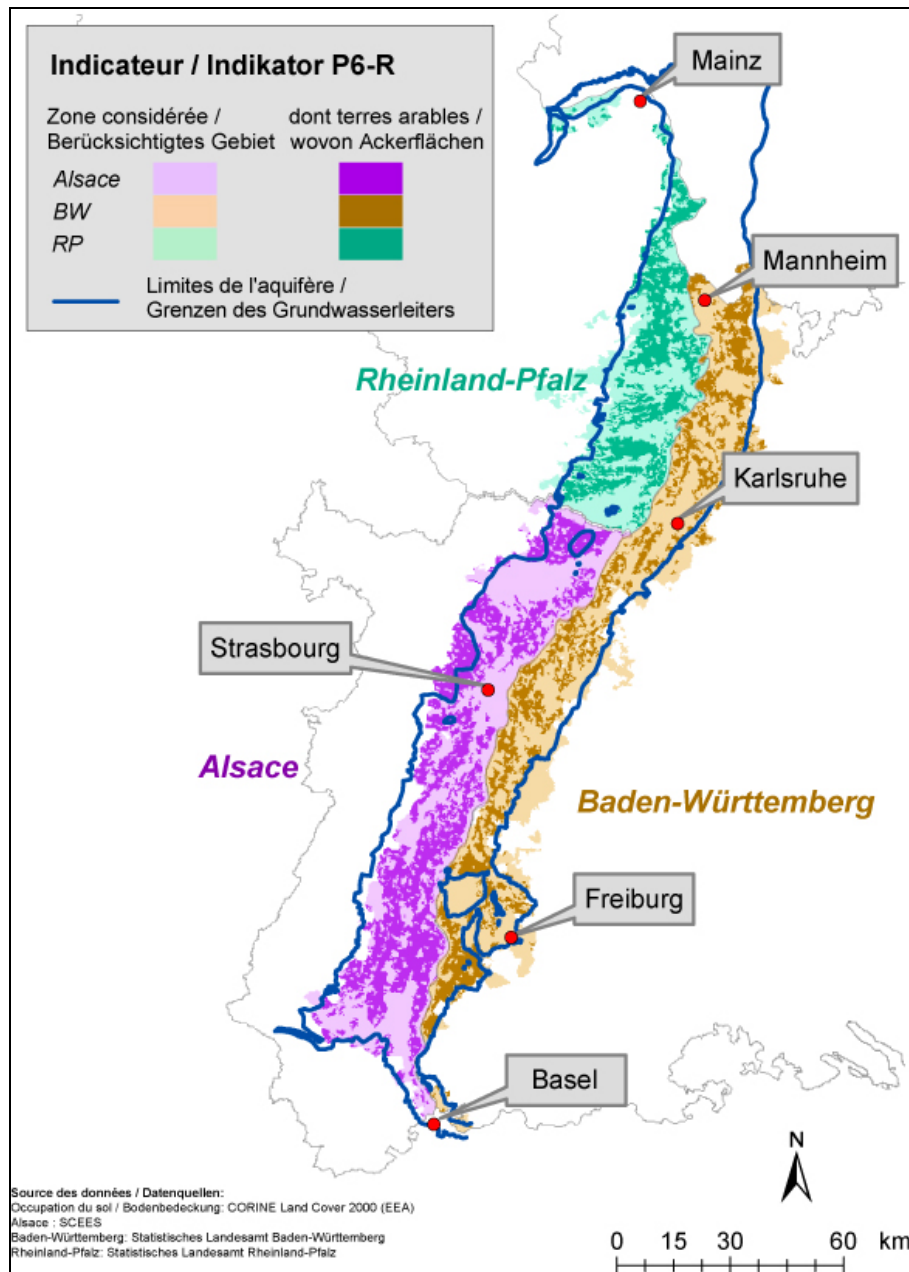 Indicateur / Indikator P6-R
Zone considérée /
Berücksichtigtes Gebiet
dont terres arables /
wovon Ackerflächen
Alsace
BW
RP
Limites de l'aquifère /
Grenzen des Grundwasserleiters
Mainz
Mannheim
Rheinland-Pfalz
Karlsruhe
Strasbourg
Alsace
Baden-Württemberg
Freiburg
Basel
N
Source des données / Datenquellen:
Occupation du sol / Bodenbedeckung: CORINE Land Cover 2000 (EEA)
Alsace : SCEES
Baden-Württemberg: Statistisches Landesamt Baden-Württemberg
Rheinland-Pfalz: Statistisches Landesamt Rheinland-Pfalz
0 15 30 60 km